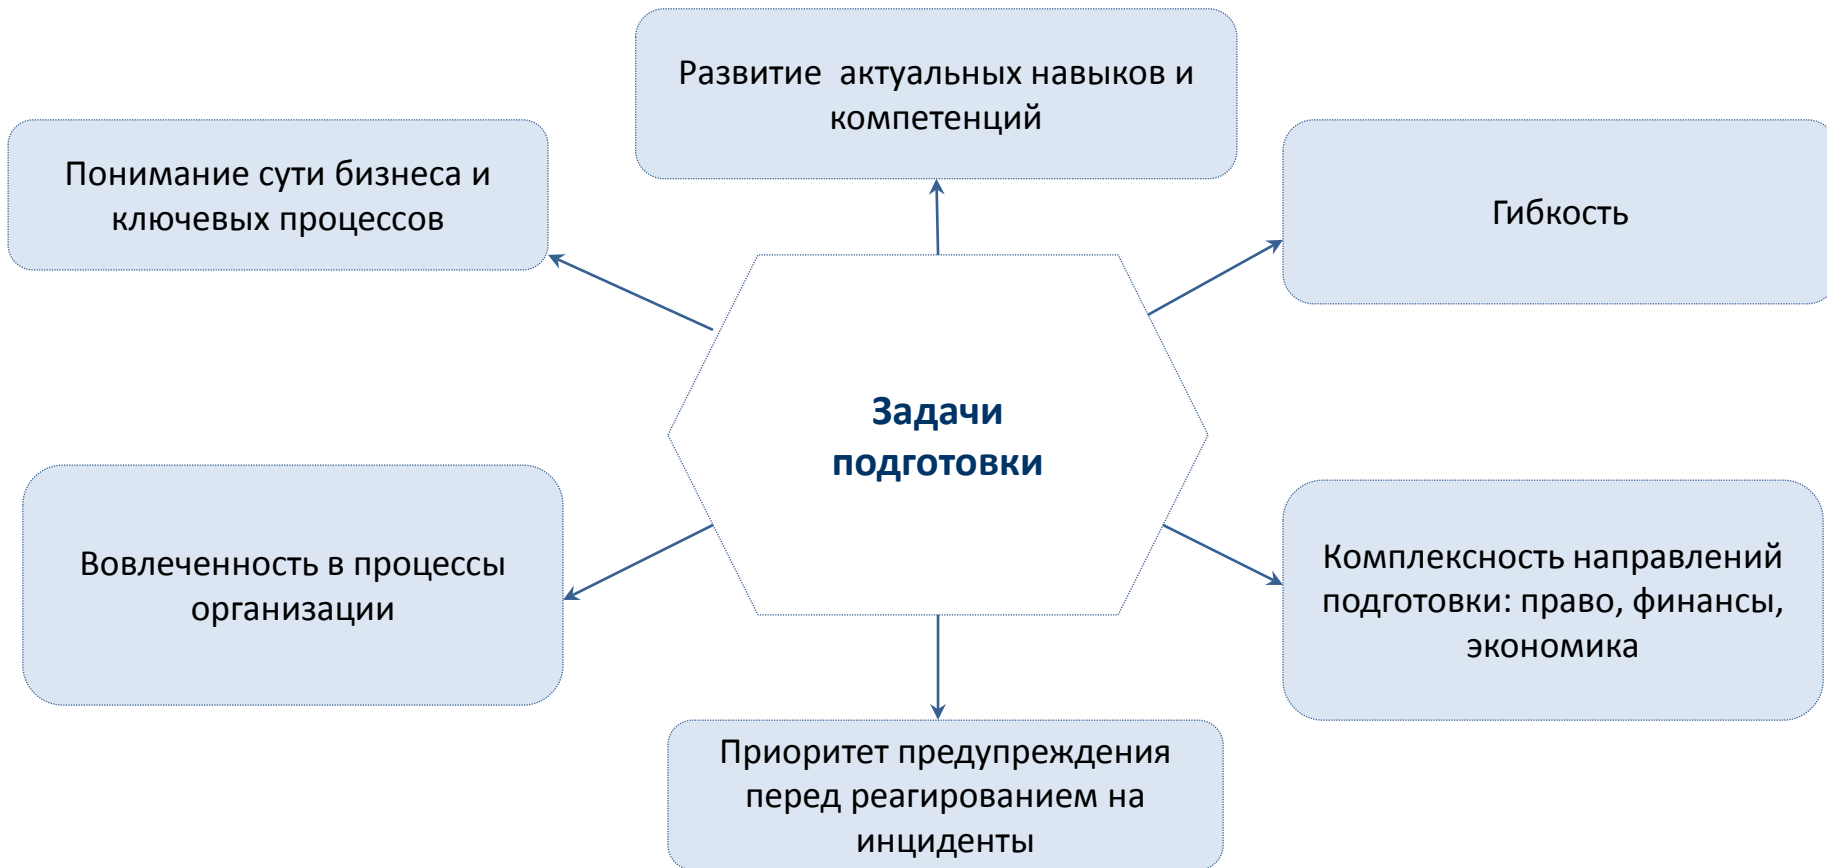 Развитие  актуальных навыков и
компетенций
Понимание сути бизнеса и
ключевых процессов
Гибкость
Задачи
подготовки
Вовлеченность в процессы
организации
Комплексность направлений
подготовки: право, финансы,
экономика
Приоритет предупреждения
перед реагированием на
инциденты